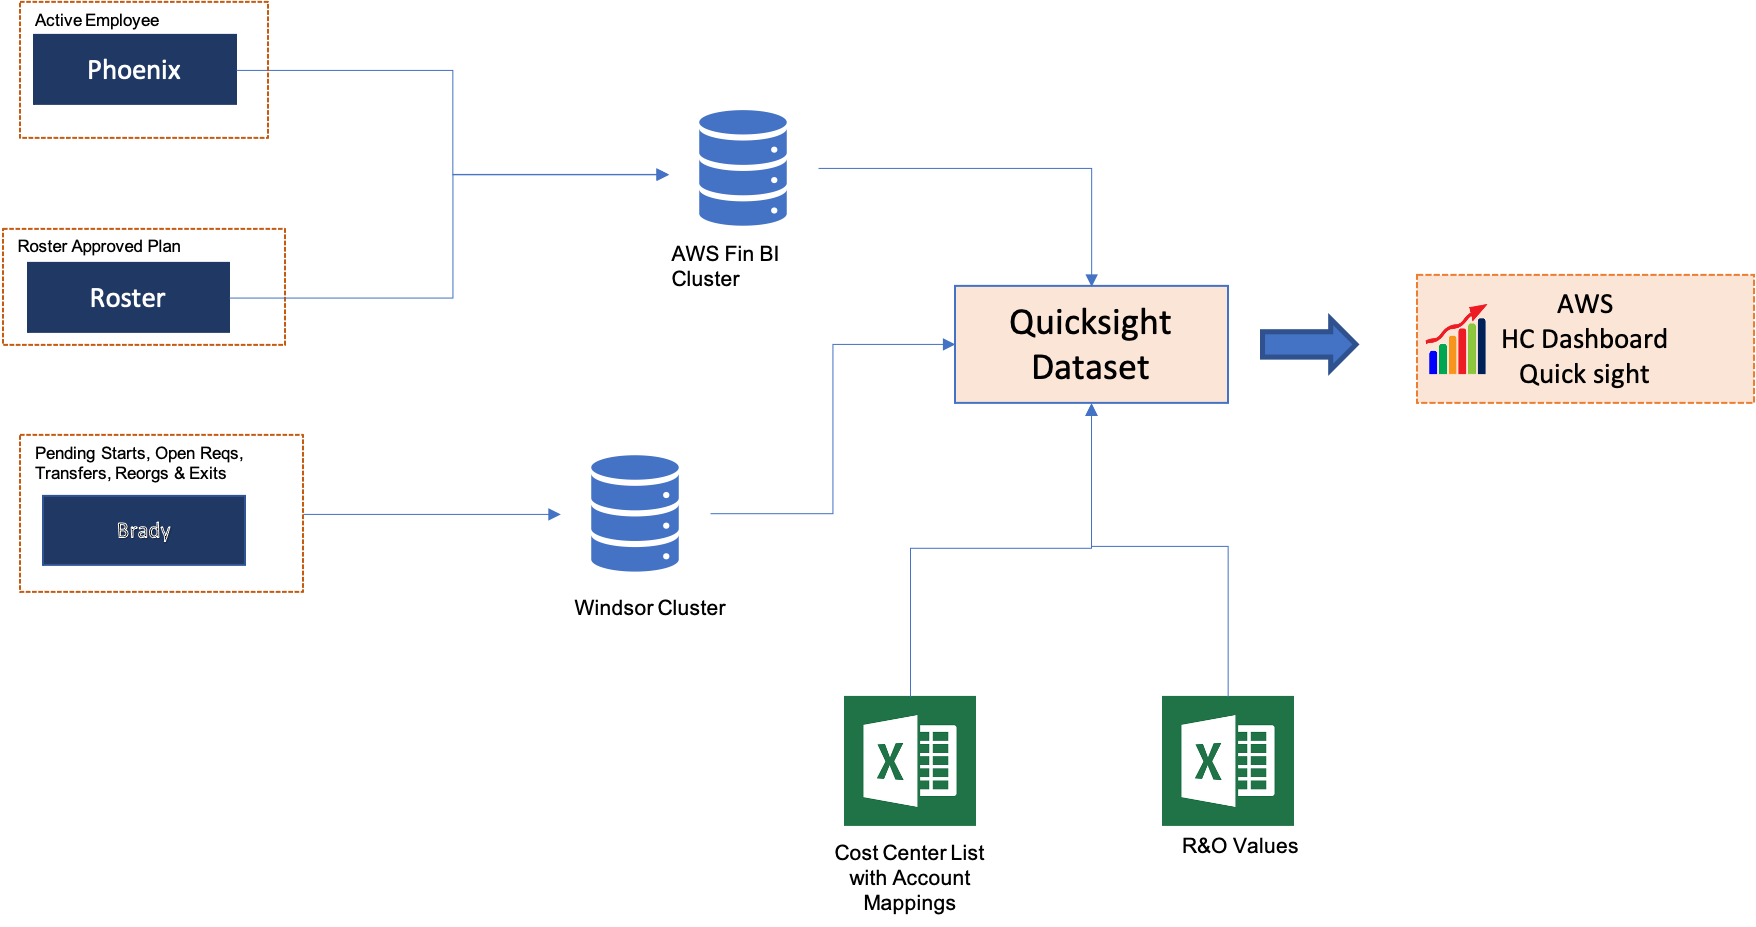 Active Employee
Phoenix
Roster Approved Plan
Roster
Pending Starts, Open Reqs,
Transfers, Reorgs & Exits
Brady
AWS Fin BI
Cluster
Windsor Cluster
Quicksight
Dataset
AWS
HC Dashboard
Quick sight
X
Cost Center List
with Account
Mappings
X
R&O Values